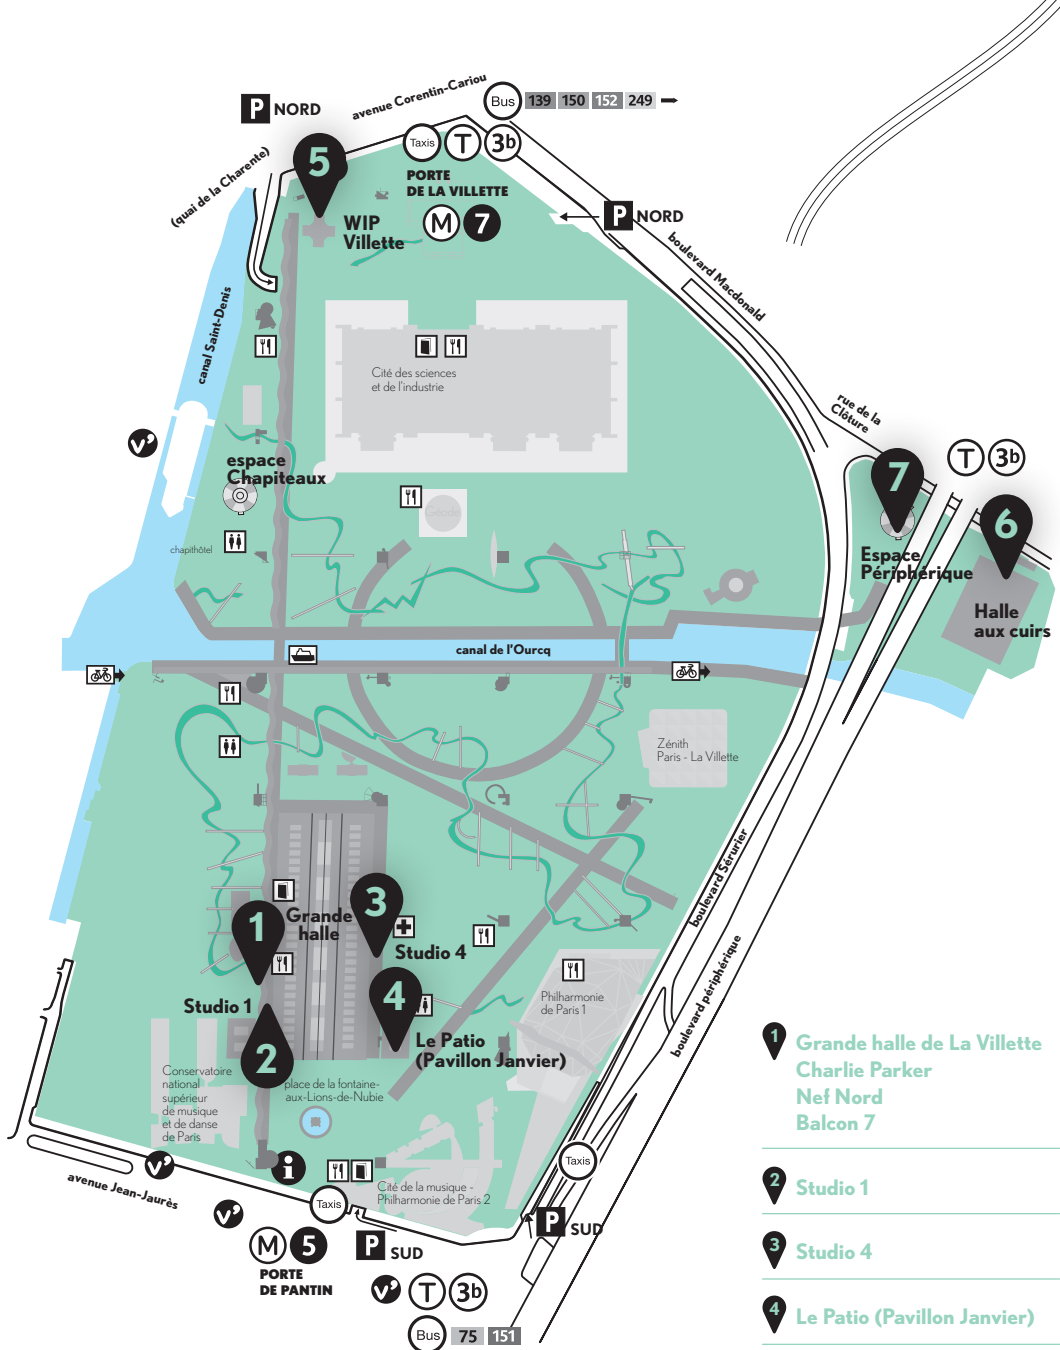 avenue Corentin-Cariou
Bus 139 150 152 249
P NORD
Taxis T 3b
5
(quai de la Charente)
PORTE
DE LA VILLETTE
M 7
WIP
Villette
P NORD
boulevard Macdonald
canal Saint-Denis
Cité des sciences
et de l'industrie
rue de la
Clôture
V'
espace
Chapiteaux
7
T 3b
Géode
6
chapithôtel
Espace
Périphérique
Halle
aux cuirs
canal de l'Ourcq
Zénith
Paris - La Villette
boulevard Sérurier
3
1
Grande
halle
Studio 4
boulevard périphérique
4
Philharmonie
de Paris 1
Studio 1
2
Le Patio
(Pavillon Janvier)
Conservatoire
national
supérieur
de musique
et de danse
de Paris
place de la fontaine-
aux-Lions-de-Nubie
i
Taxis
V'
avenue Jean-Jaurès
Cité de la musique -
Philharmonie de Paris 2
Taxis
V'
P SUD
M 5
P SUD
PORTE
DE PANTIN
V' T 3b
Bus 75 151
1 Grande halle de La Villette
Charlie Parker
Nef Nord
Balcon 7
2 Studio 1
3 Studio 4
4 Le Patio (Pavillon Janvier)